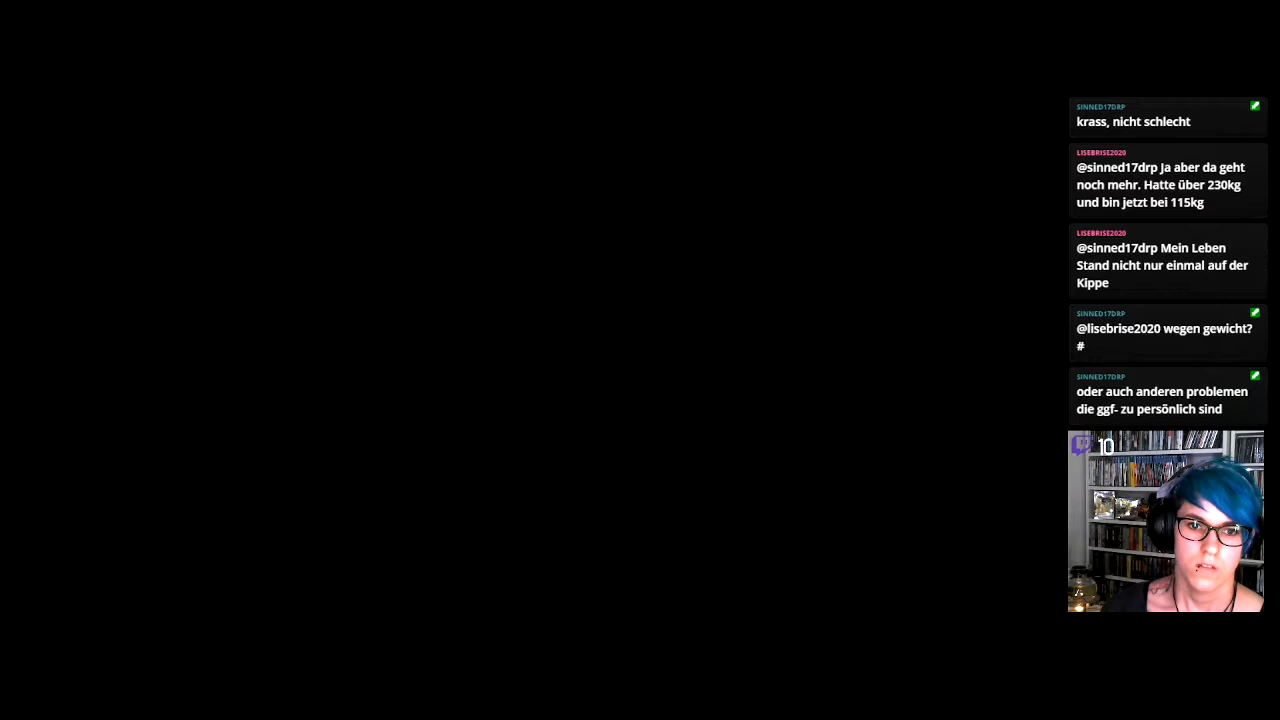 SINNED17DRP
krass, nicht schlecht
LISEBRISE2020
@sinned17drp Ja aber da geht
noch mehr. Hatte über 230kg
und bin jetzt bei 115kg
LISEBRISE2020
@sinned17drp Mein Leben
Stand nicht nur einmal auf der
Kippe
SINNED17DRP
@lisebrise2020 wegen gewicht?
#
SINNED17DRP
oder auch anderen problemen
die ggf- zu persönlich sind
10